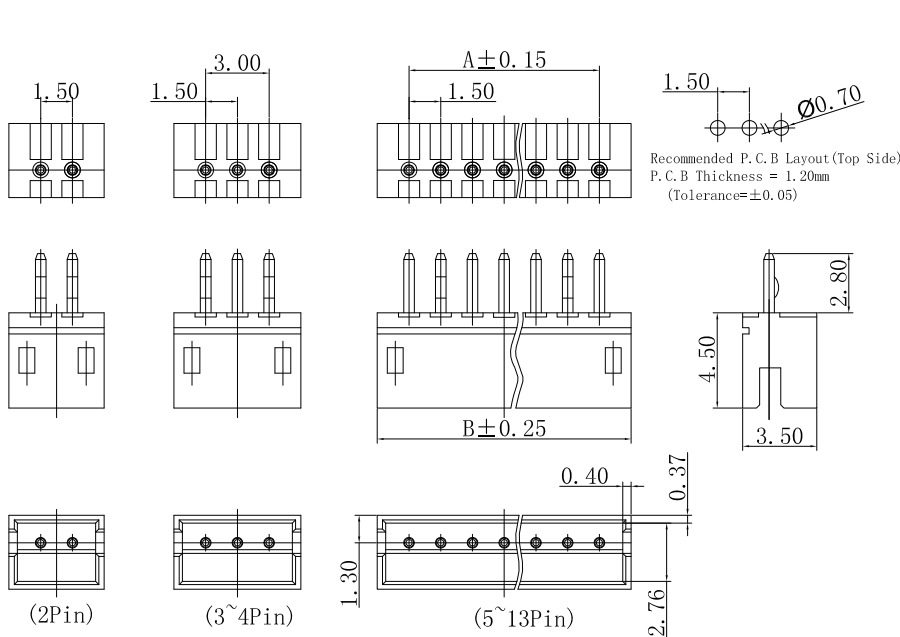 1.50
3.00
1.50
A±0.15
1.50
1.50
Ø0.70
Recommended P.C.B Layout(Top Side)
P.C.B Thickness = 1.20mm
(Tolerance=±0.05)
2.80
4.50
3.50
B±0.25
0.40
0.37
1.30
2.76
(2Pin)
(3~4Pin)
(5~13Pin)